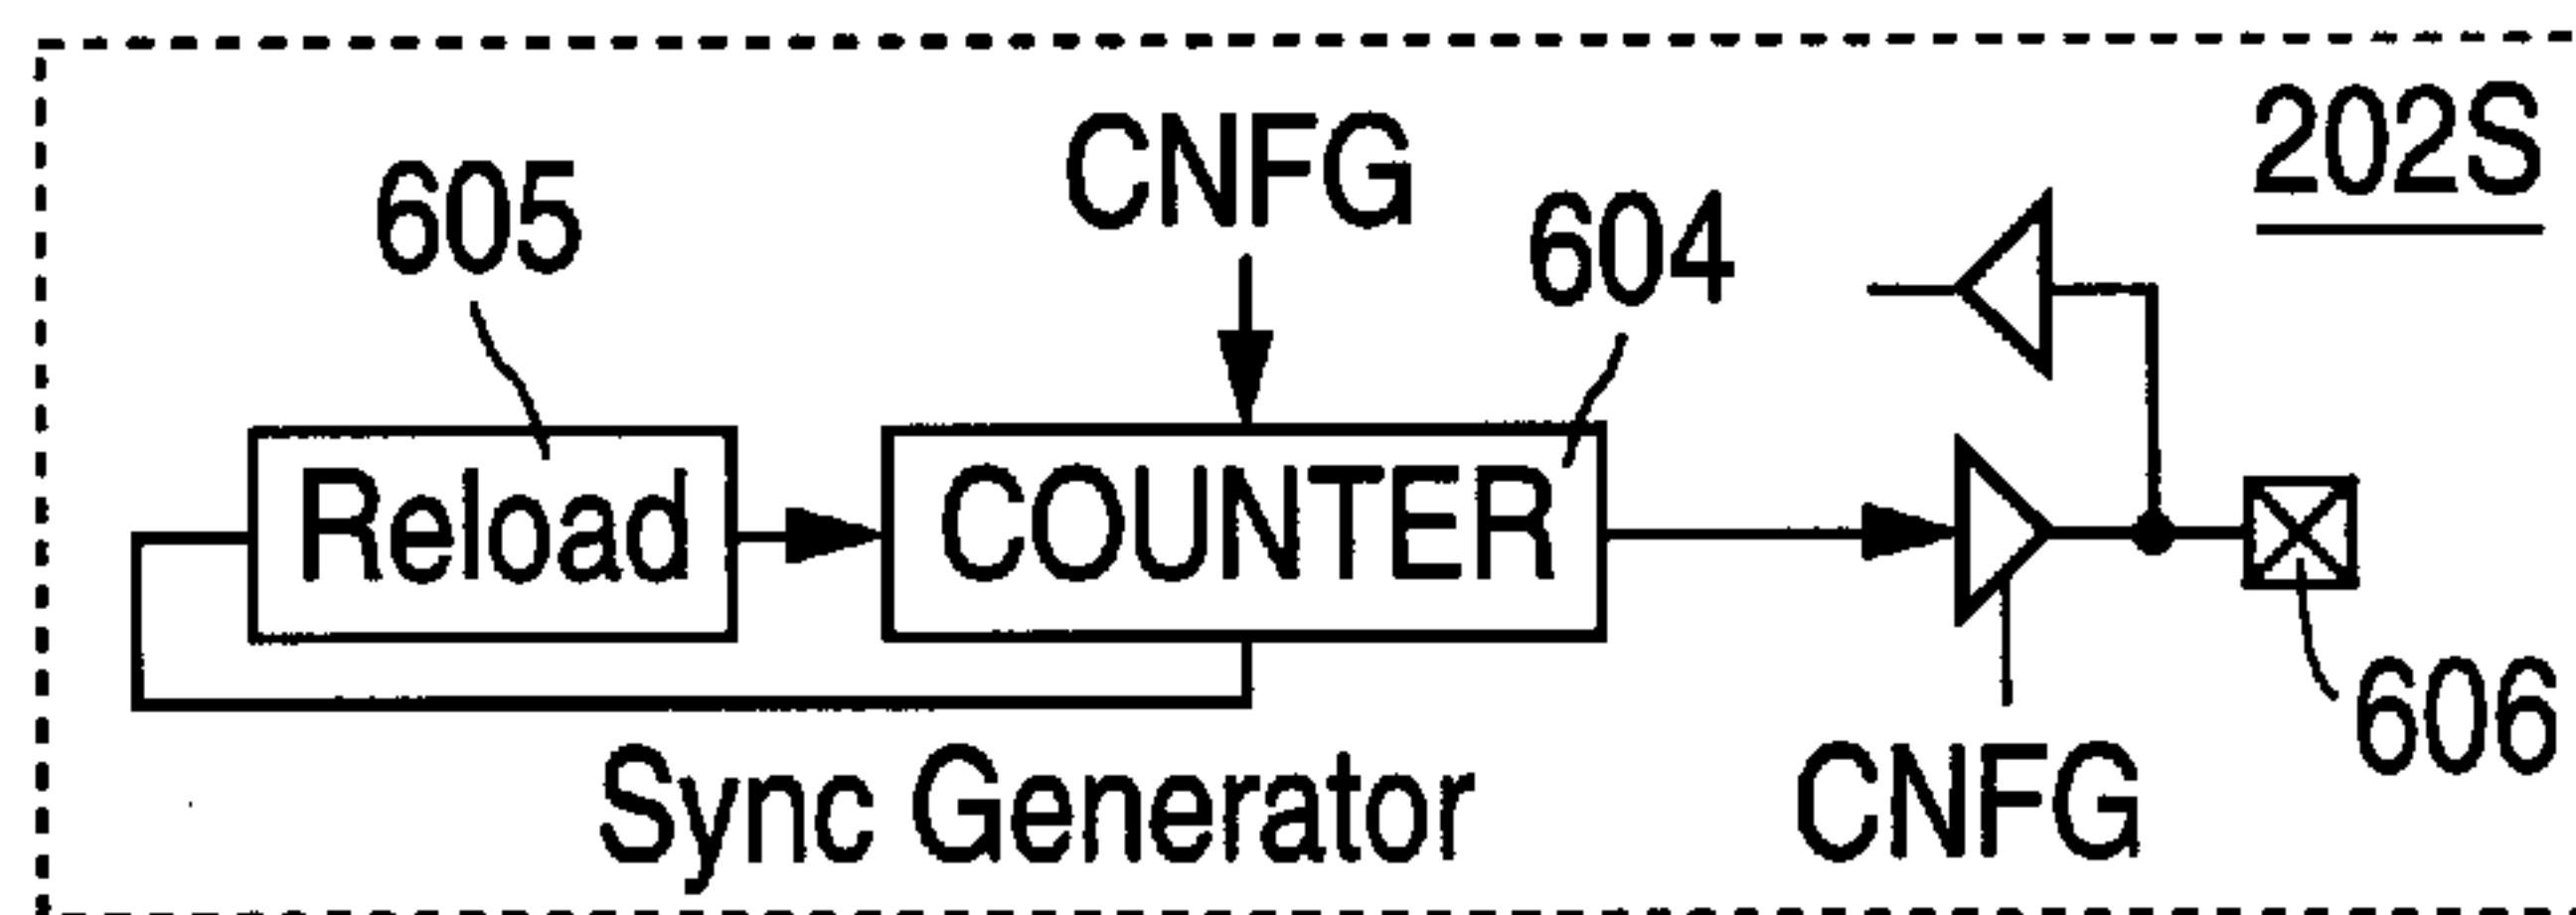 202S
CNFG
605
604
Reload
COUNTER
606
Sync Generator
CNFG